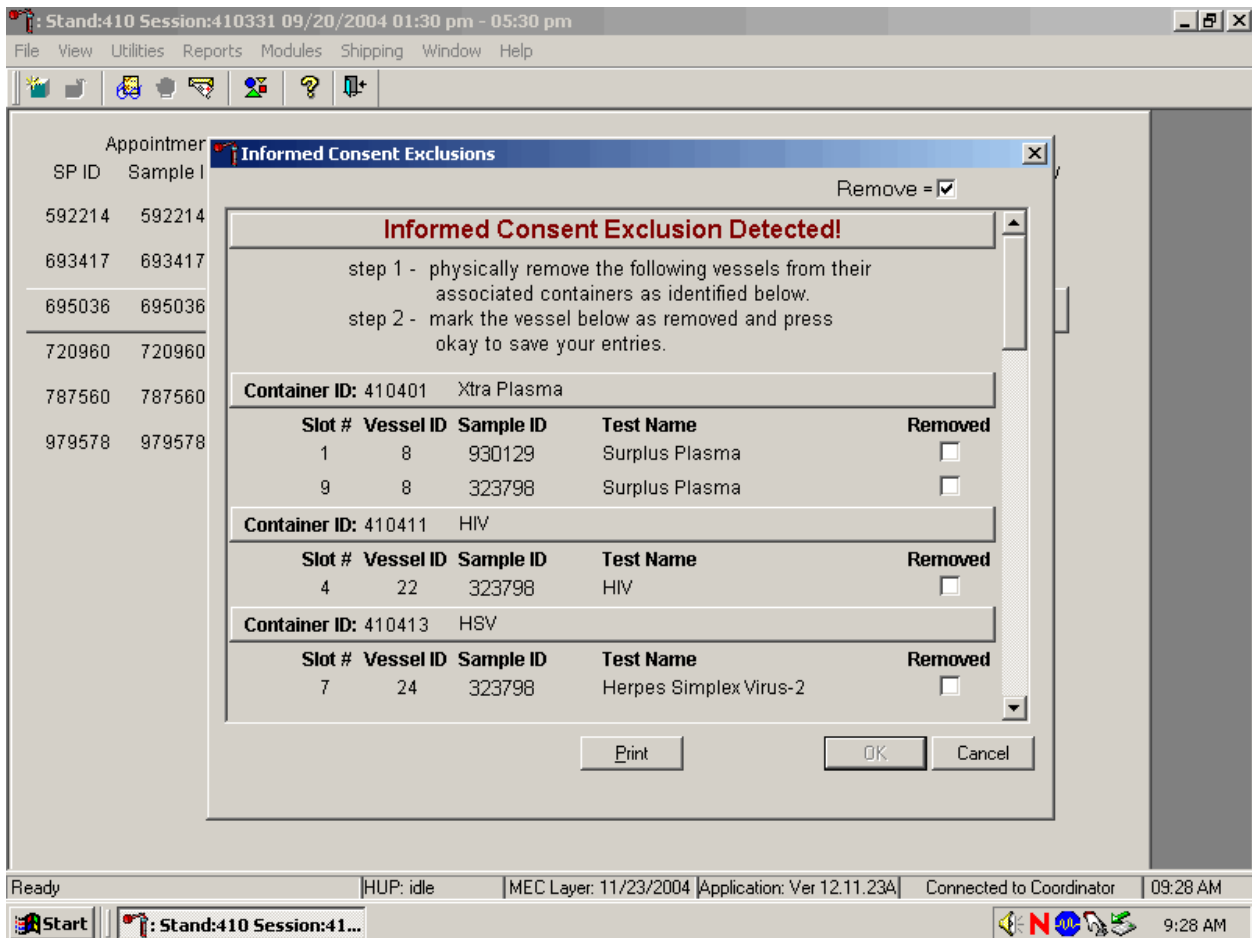 : Stand:410 Session:410331 09/20/2004 01:30 pm - 05:30 pm
File View Utilities Reports Modules Shipping Window Help
Informed Consent Exclusions
Remove =
SP ID Sample I
592214 592214
693417 693417
695036 695036
720960 720960
787560 787560
979578 979578
Informed Consent Exclusion Detected!
step 1 - physically remove the following vessels from their
associated containers as identified below.
step 2 - mark the vessel below as removed and press
okay to save your entries.
Container ID: 410401 Xtra Plasma
Slot # Vessel ID Sample ID Test Name Removed
1 8 930129 Surplus Plasma
9 8 323798 Surplus Plasma
Container ID: 410411 HIV
Slot # Vessel ID Sample ID Test Name Removed
4 22 323798 HIV
Container ID: 410413 HSV
Slot # Vessel ID Sample ID Test Name Removed
7 24 323798 Herpes Simplex Virus-2
Print OK Cancel
Ready HUP: idle MEC Layer: 11/23/2004 Application: Ver 12.11.23A Connected to Coordinator 09:28 AM
Start : Stand:410 Session:41... N 9:28 AM